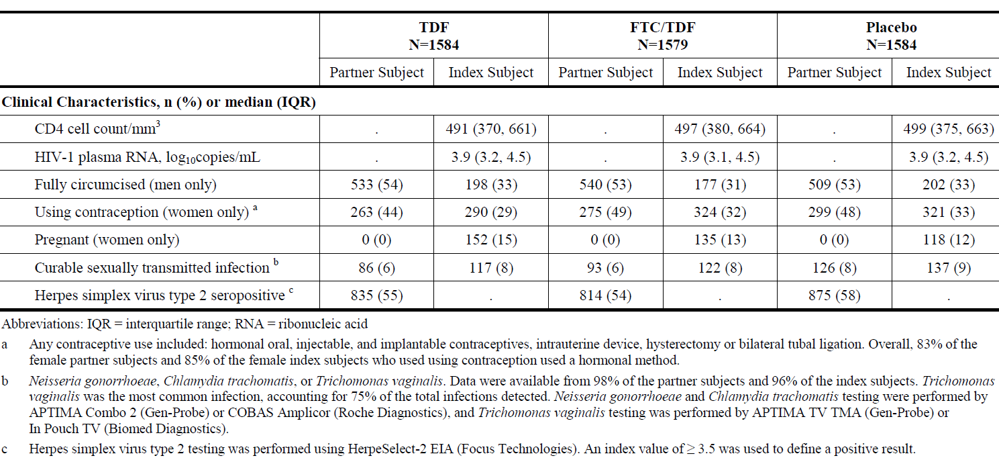 TDF
N=1584
FTC/TDF
N=1579
Placebo
N=1584
Partner Subject Index Subject Partner Subject Index Subject Partner Subject Index Subject
Clinical Characteristics, n (%) or median (IQR)
CD4 cell count/mm³ . 491 (370, 661) . 497 (380, 664) . 499 (375, 663)
HIV-1 plasma RNA, log₁₀copies/mL . 3.9 (3.2, 4.5) . 3.9 (3.1, 4.5) . 3.9 (3.2, 4.5)
Fully circumcised (men only) 533 (54) 198 (33) 540 (53) 177 (31) 509 (53) 202 (33)
Using contraception (women only) a 263 (44) 290 (29) 275 (49) 324 (32) 299 (48) 321 (33)
Pregnant (women only) 0 (0) 152 (15) 0 (0) 135 (13) 0 (0) 118 (12)
Curable sexually transmitted infection b 86 (6) 117 (8) 93 (6) 122 (8) 126 (8) 137 (9)
Herpes simplex virus type 2 seropositive c 835 (55) . 814 (54) . 875 (58) .
Abbreviations: IQR = interquartile range; RNA = ribonucleic acid
a Any contraceptive use included: hormonal oral, injectable, and implantable contraceptives, intrauterine device, hysterectomy or bilateral tubal ligation. Overall, 83% of the
female partner subjects and 85% of the female index subjects who used using contraception used a hormonal method.
b Neisseria gonorrhoeae, Chlamydia trachomatis, or Trichomonas vaginalis. Data were available from 98% of the partner subjects and 96% of the index subjects. Trichomonas
vaginalis was the most common infection, accounting for 75% of the total infections detected. Neisseria gonorrhoeae and Chlamydia trachomatis testing were performed by
APTIMA Combo 2 (Gen-Probe) or COBAS Amplicor (Roche Diagnostics), and Trichomonas vaginalis testing was performed by APTIMA TV TMA (Gen-Probe) or
In Pouch TV (Biomed Diagnostics).
c Herpes simplex virus type 2 testing was performed using HerpeSelect-2 EIA (Focus Technologies). An index value of ≥ 3.5 was used to define a positive result.